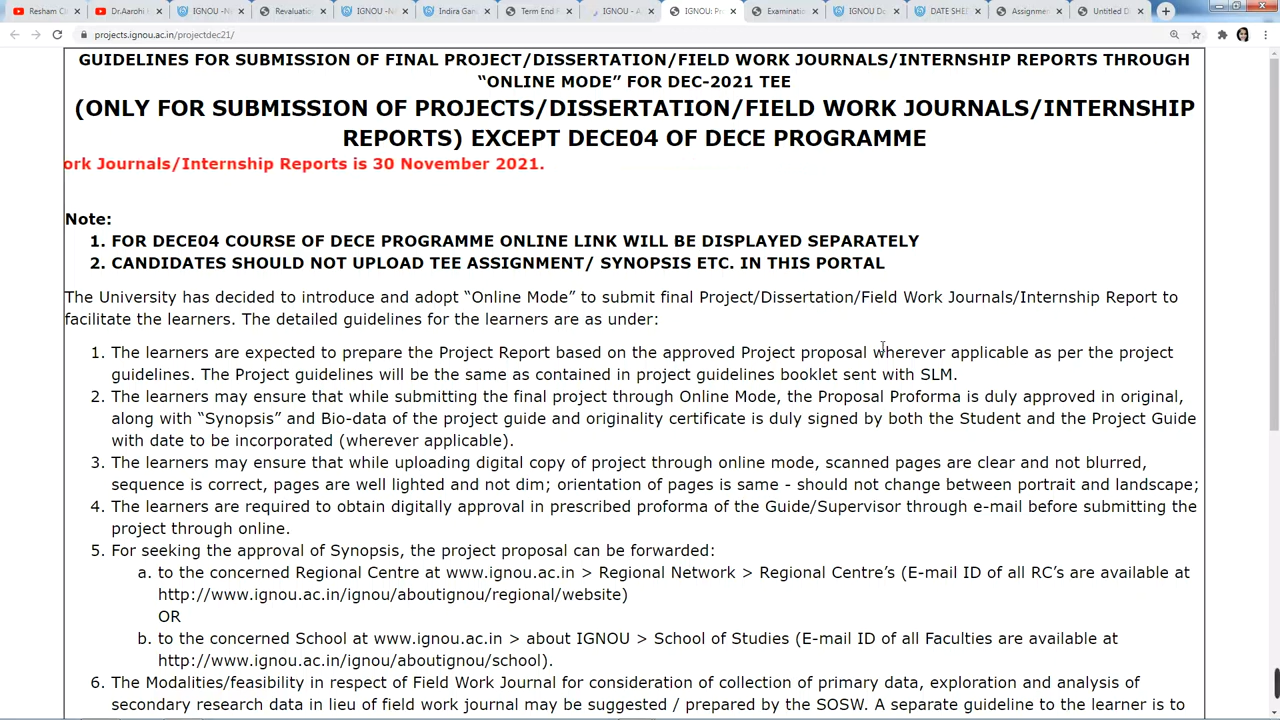 Resham C
Dr.Aarohi
IGNOU -N
Revaluation
IGNOU -N
Indira Gan
Term End
IGNOU - A
IGNOU: P
Examination
IGNOU Do
DATE SHE
Assignme
Untitled D
projects.ignou.ac.in/projectdec21/
GUIDELINES FOR SUBMISSION OF FINAL PROJECT/DISSERTATION/FIELD WORK JOURNALS/INTERNSHIP REPORTS THROUGH
“ONLINE MODE” FOR DEC-2021 TEE
(ONLY FOR SUBMISSION OF PROJECTS/DISSERTATION/FIELD WORK JOURNALS/INTERNSHIP
REPORTS) EXCEPT DECE04 OF DECE PROGRAMME
ork Journals/Internship Reports is 30 November 2021.
Note:
1. FOR DECE04 COURSE OF DECE PROGRAMME ONLINE LINK WILL BE DISPLAYED SEPARATELY
2. CANDIDATES SHOULD NOT UPLOAD TEE ASSIGNMENT/ SYNOPSIS ETC. IN THIS PORTAL
The University has decided to introduce and adopt “Online Mode” to submit final Project/Dissertation/Field Work Journals/Internship Report to
facilitate the learners. The detailed guidelines for the learners are as under:
1. The learners are expected to prepare the Project Report based on the approved Project proposal wherever applicable as per the project
guidelines. The Project guidelines will be the same as contained in project guidelines booklet sent with SLM.
2. The learners may ensure that while submitting the final project through Online Mode, the Proposal Proforma is duly approved in original,
along with “Synopsis” and Bio-data of the project guide and originality certificate is duly signed by both the Student and the Project Guide
with date to be incorporated (wherever applicable).
3. The learners may ensure that while uploading digital copy of project through online mode, scanned pages are clear and not blurred,
sequence is correct, pages are well lighted and not dim; orientation of pages is same - should not change between portrait and landscape;
4. The learners are required to obtain digitally approval in prescribed proforma of the Guide/Supervisor through e-mail before submitting the
project through online.
5. For seeking the approval of Synopsis, the project proposal can be forwarded:
a. to the concerned Regional Centre at www.ignou.ac.in > Regional Network > Regional Centre’s (E-mail ID of all RC’s are available at
http://www.ignou.ac.in/ignou/aboutignou/regional/website)
OR
b. to the concerned School at www.ignou.ac.in > about IGNOU > School of Studies (E-mail ID of all Faculties are available at
http://www.ignou.ac.in/ignou/aboutignou/school).
6. The Modalities/feasibility in respect of Field Work Journal for consideration of collection of primary data, exploration and analysis of
secondary research data in lieu of field work journal may be suggested / prepared by the SOSW. A separate guideline to the learner is to